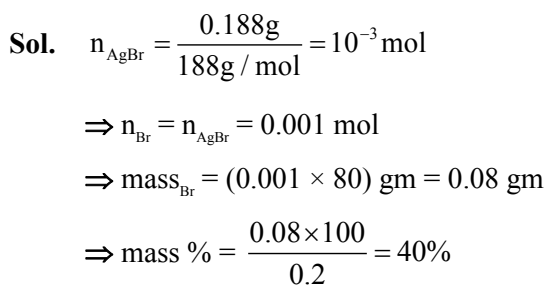 Sol. n_AgBr = 0.188g / 188g / mol = 10⁻³ mol
⇒ n_Br = n_AgBr = 0.001 mol
⇒ mass_Br = (0.001 × 80) gm = 0.08 gm
⇒ mass % = 0.08×100 / 0.2 = 40%